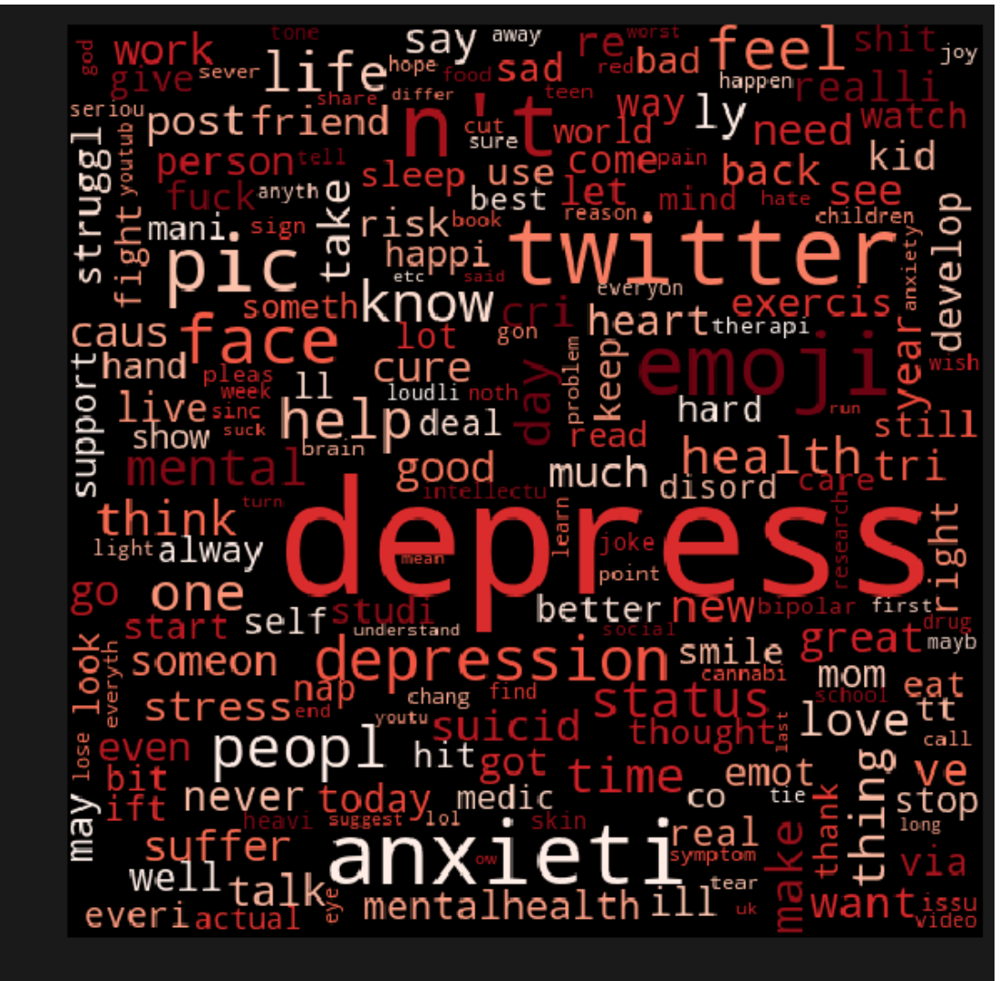 god
work
tone
say
away
re
worst
feel
shit
joy
give
sever
life
hope
food
sad
red
bad
happen
realli
seriou
share
differ
teen
post
friend
n't
cut
sure
world
way
ly
need
watch
struggl
youtub
person
tell
sleep
use
come
pain
back
kid
fuck
anyth
take
best
let
mind
hate
see
fight
mani
sign
risk
book
reason
children
develop
pic
happi
etc
said
twitter
everyon
anxiety
someth
know
cri
gon
heart
therapi
exercis
year
caus
face
lot
problem
keep
emoji
wish
support
hand
pleas
week
ll
cure
loudli
noth
day
hard
run
live
sinc
suck
show
help
brain
deal
read
still
mental
good
intellectu
much
health
disord
care
tri
think
turn
depress
learn
research
right
light
alway
mean
joke
point
go
one
studi
understand
better
new
bipolar
first
start
self
social
great
drug
mayb
look
everyth
someon
depression
smile
cannabi
mom
school
eat
nap
stress
end
chang
find
youtu
status
suicid
thought
last
love
tt
call
lose
even
peopl
hit
got
time
emot
thing
ve
bit
ift
never
today
medic
co
tie
thank
stop
may
heavi
suggest
lol
skin
long
suffer
anxieti
ow
real
symptom
make
via
well
talk
eye
tear
everi
actual
mentalhealth
ill
uk
want
issu
video